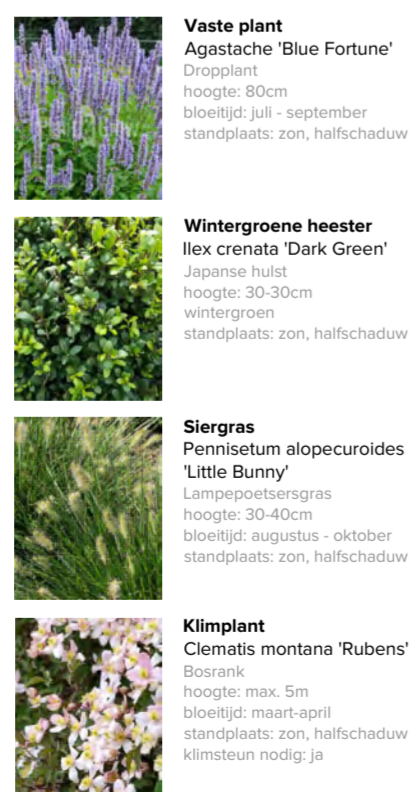 Vaste plant
Agastache 'Blue Fortune'
Dropplant
hoogte: 80cm
bloeitijd: juli - september
standplaats: zon, halfschaduw
Wintergroene heester
Ilex crenata 'Dark Green'
Japanse hulst
hoogte: 30-30cm
wintergroen
standplaats: zon, halfschaduw
Siergras
Pennisetum alopecuroides
'Little Bunny'
Lampepoetsersgras
hoogte: 30-40cm
bloeitijd: augustus - oktober
standplaats: zon, halfschaduw
Klimplant
Clematis montana 'Rubens'
Bosrank
hoogte: max. 5m
bloeitijd: maart-april
standplaats: zon, halfschaduw
klimsteun nodig: ja